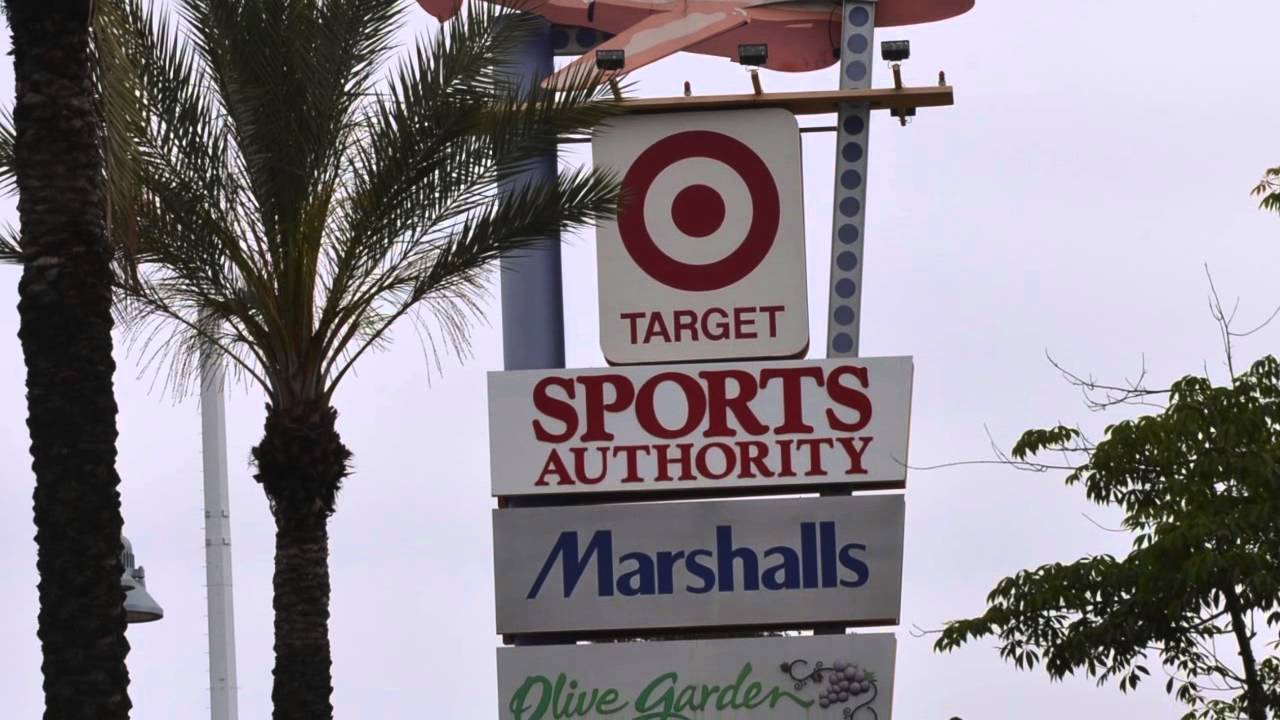 TARGET
SPORTS
AUTHORITY
Marshalls
Olive Garden